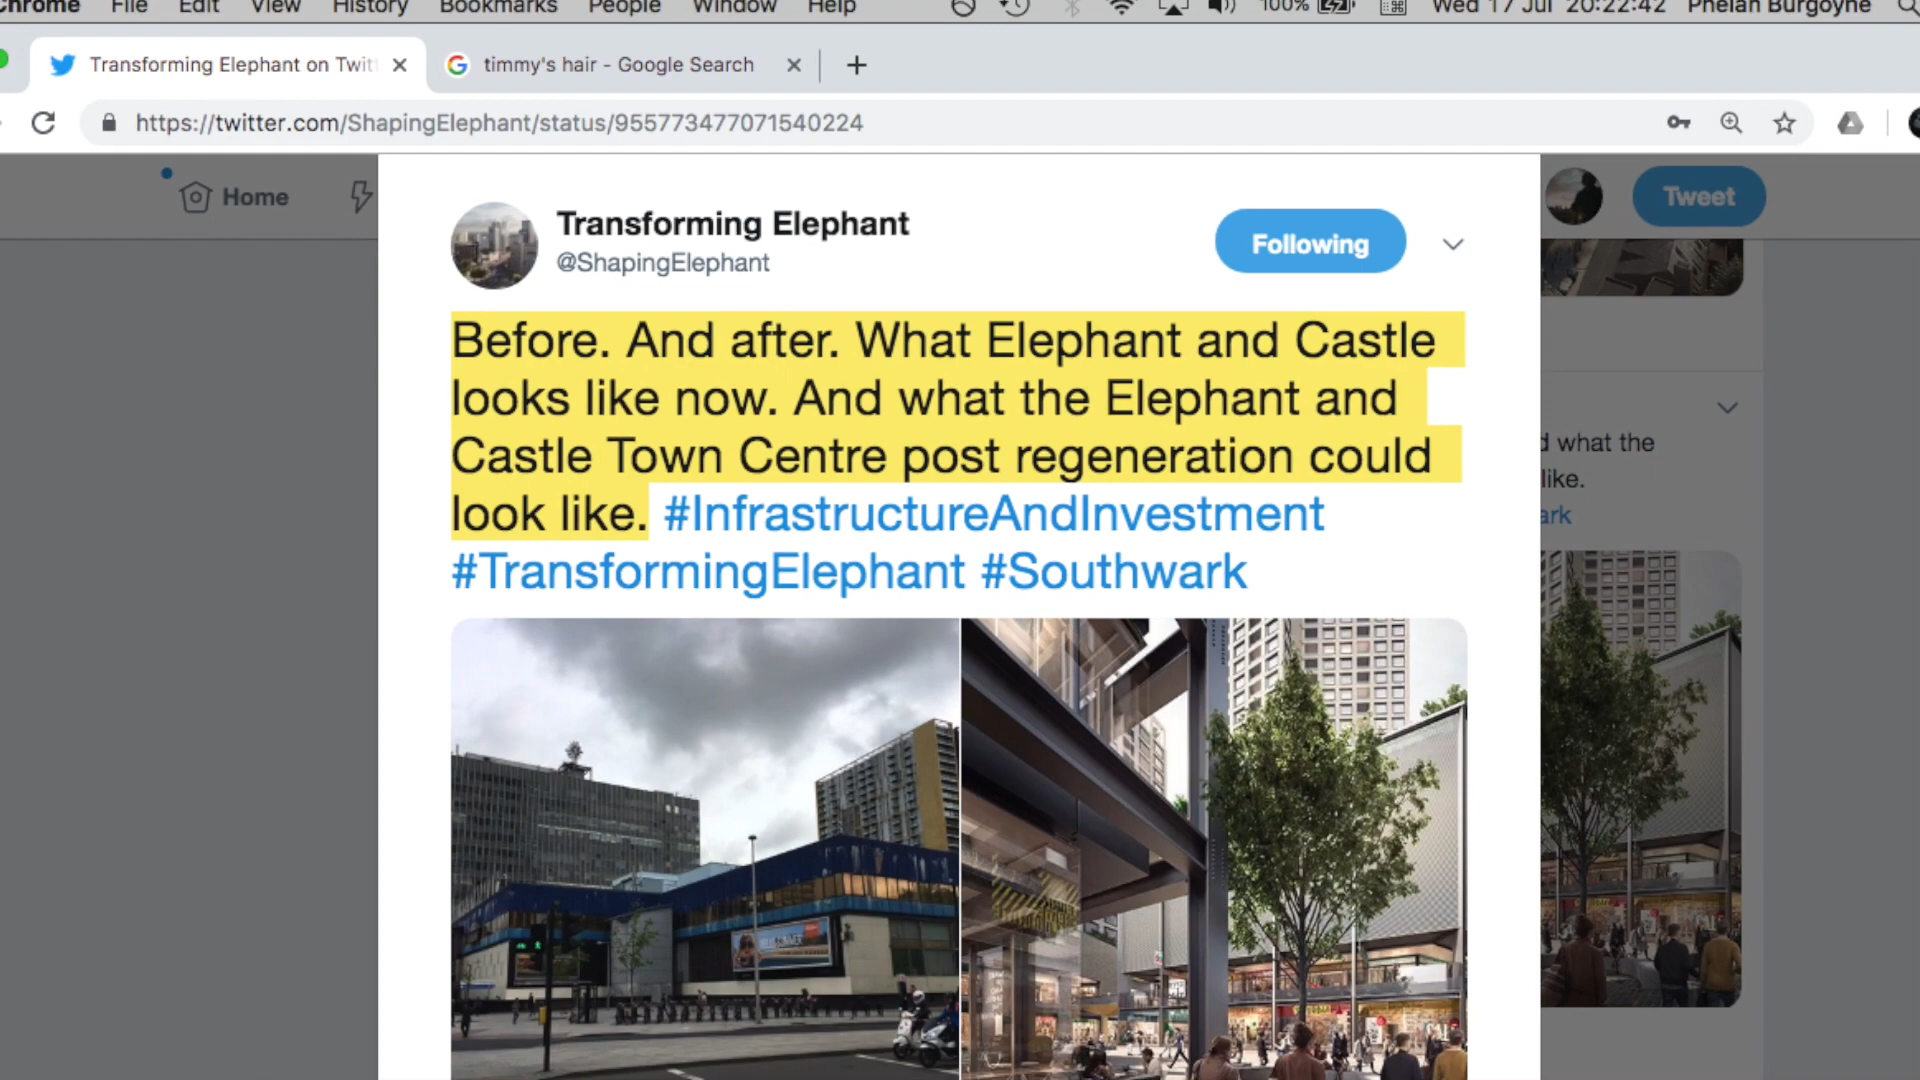 Chrome File Edit View History Bookmarks People Window Help 100% Wed 17 Jul 20:22:42 Phelan Burgoyne
Transforming Elephant on Twit
timmy's hair - Google Search
https://twitter.com/ShapingElephant/status/955773477071540224
Home
Tweet
Transforming Elephant
@ShapingElephant
Following
Before. And after. What Elephant and Castle
looks like now. And what the Elephant and
Castle Town Centre post regeneration could
look like. #InfrastructureAndInvestment
#TransformingElephant #Southwark
d what the
like.
ark